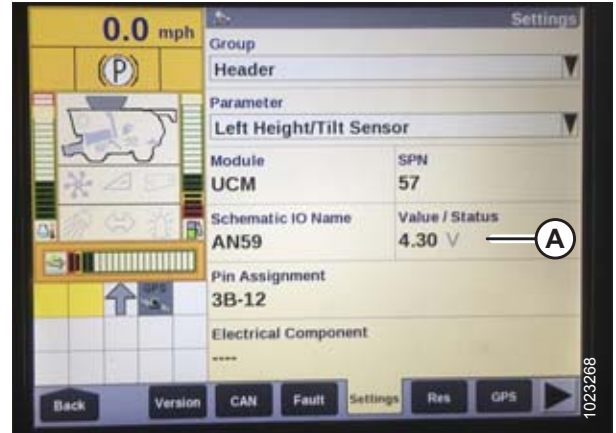 0.0 mph
Settings
(P)
Group
Header
Parameter
Left Height/Tilt Sensor
Module
UCM
SPN
57
Schematic IO Name
AN59
Value / Status
4.30 V
A
Pin Assignment
3B-12
GPS
Electrical Component
----
Back
Version
CAN
Fault
Settings
Res
GPS
1023268